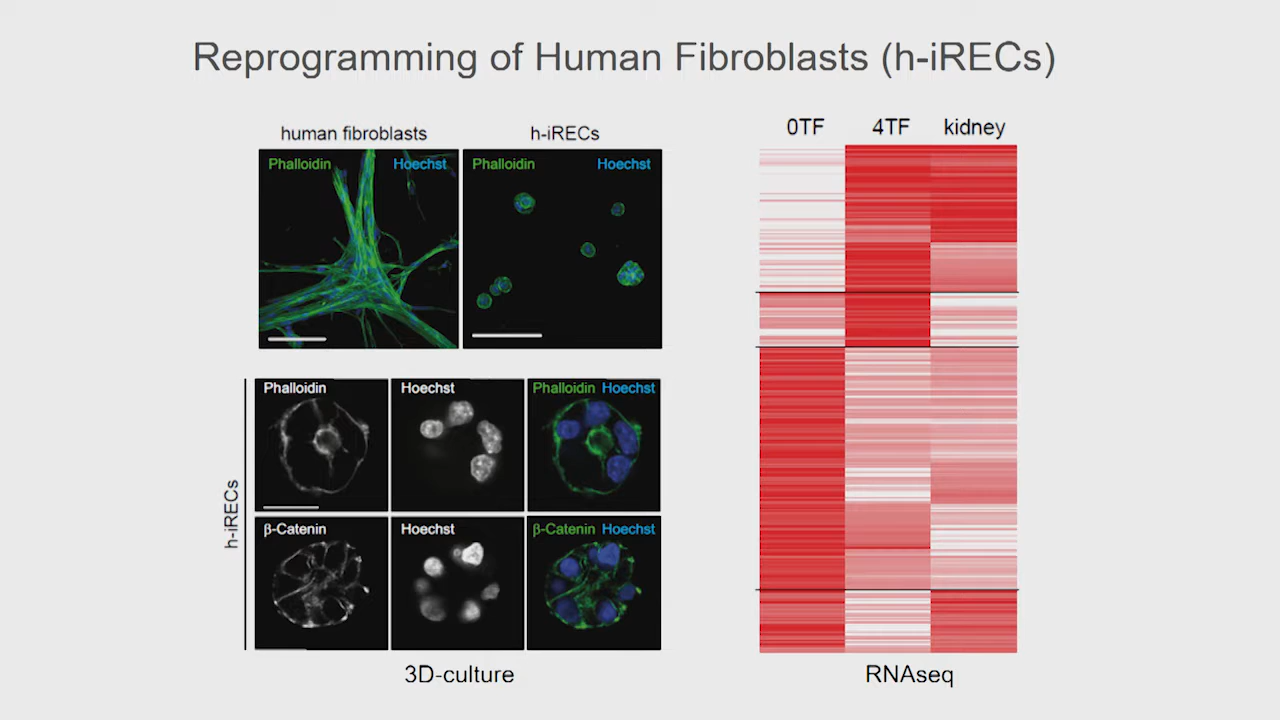 Reprogramming of Human Fibroblasts (h-iRECs)
human fibroblasts
h-iRECs
Phalloidin Hoechst
Phalloidin Hoechst
h-iRECs
Phalloidin
Hoechst
Phalloidin Hoechst
β-Catenin
Hoechst
β-Catenin Hoechst
3D-culture
0TF 4TF kidney
RNAseq